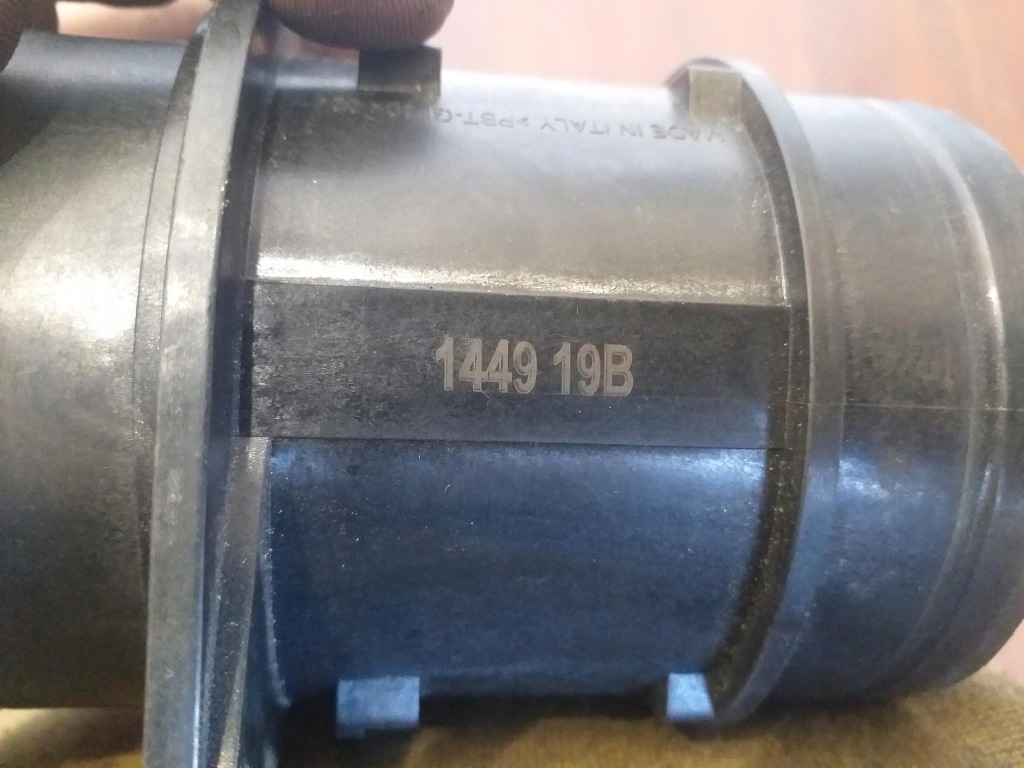 MADE IN ITALY >PBT-G
1449 19B